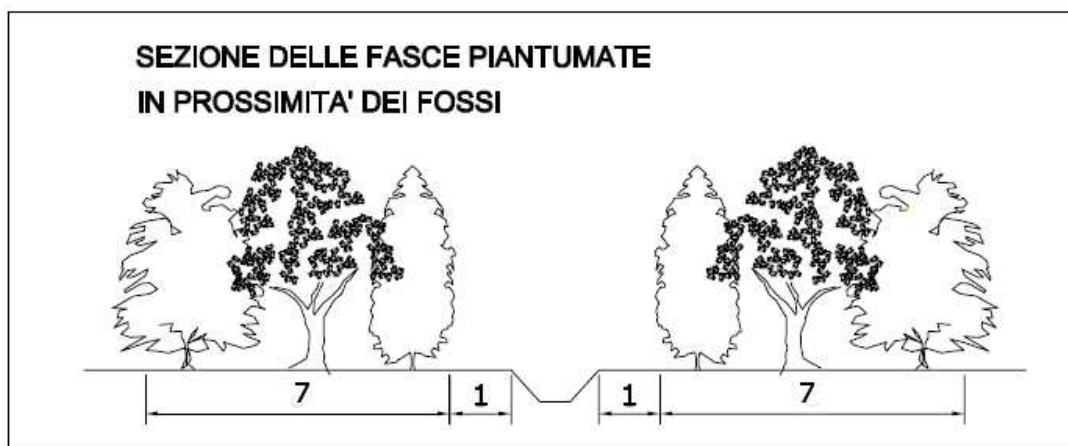 SEZIONE DELLE FASCE PIANTUMATE
IN PROSSIMITA' DEI FOSSI
7 1 1 7